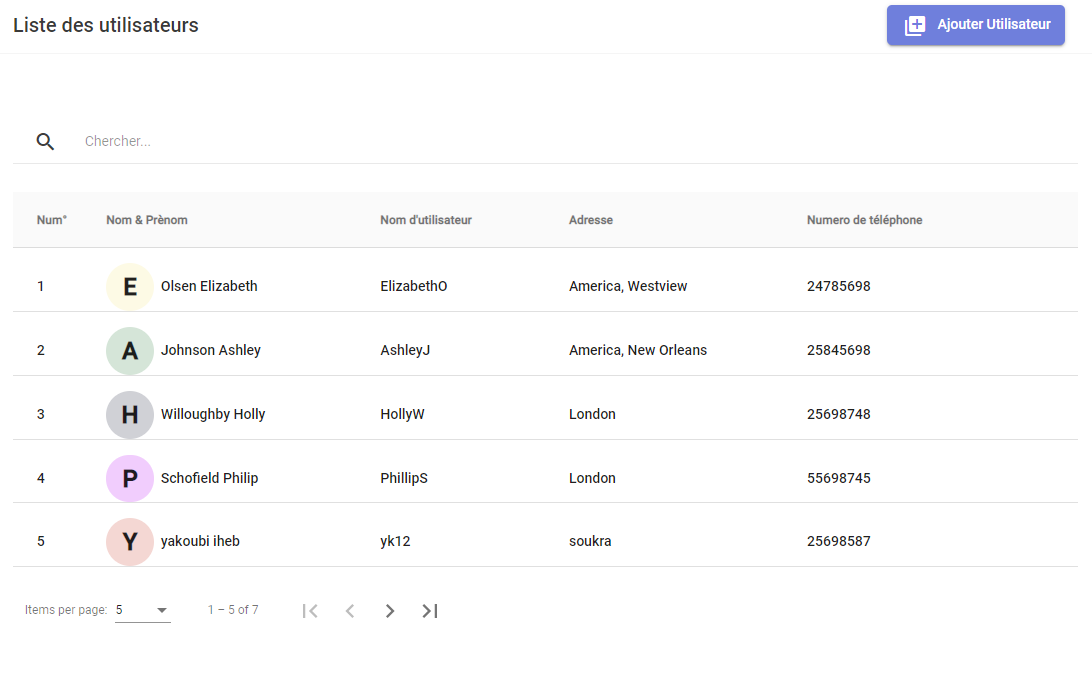 Liste des utilisateurs
Ajouter Utilisateur
Chercher...
Num° Nom & Prènom Nom d'utilisateur Adresse Numero de téléphone
1 E Olsen Elizabeth ElizabethO America, Westview 24785698
2 A Johnson Ashley AshleyJ America, New Orleans 25845698
3 H Willoughby Holly HollyW London 25698748
4 P Schofield Philip PhillipS London 55698745
5 Y yakoubi iheb yk12 soukra 25698587
Items per page: 5 1 – 5 of 7